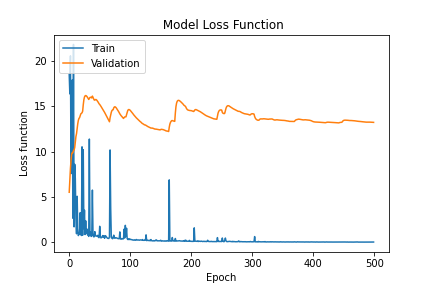 Model Loss Function
Train
Validation
Loss function
20
15
10
5
0
0 100 200 300 400 500
Epoch